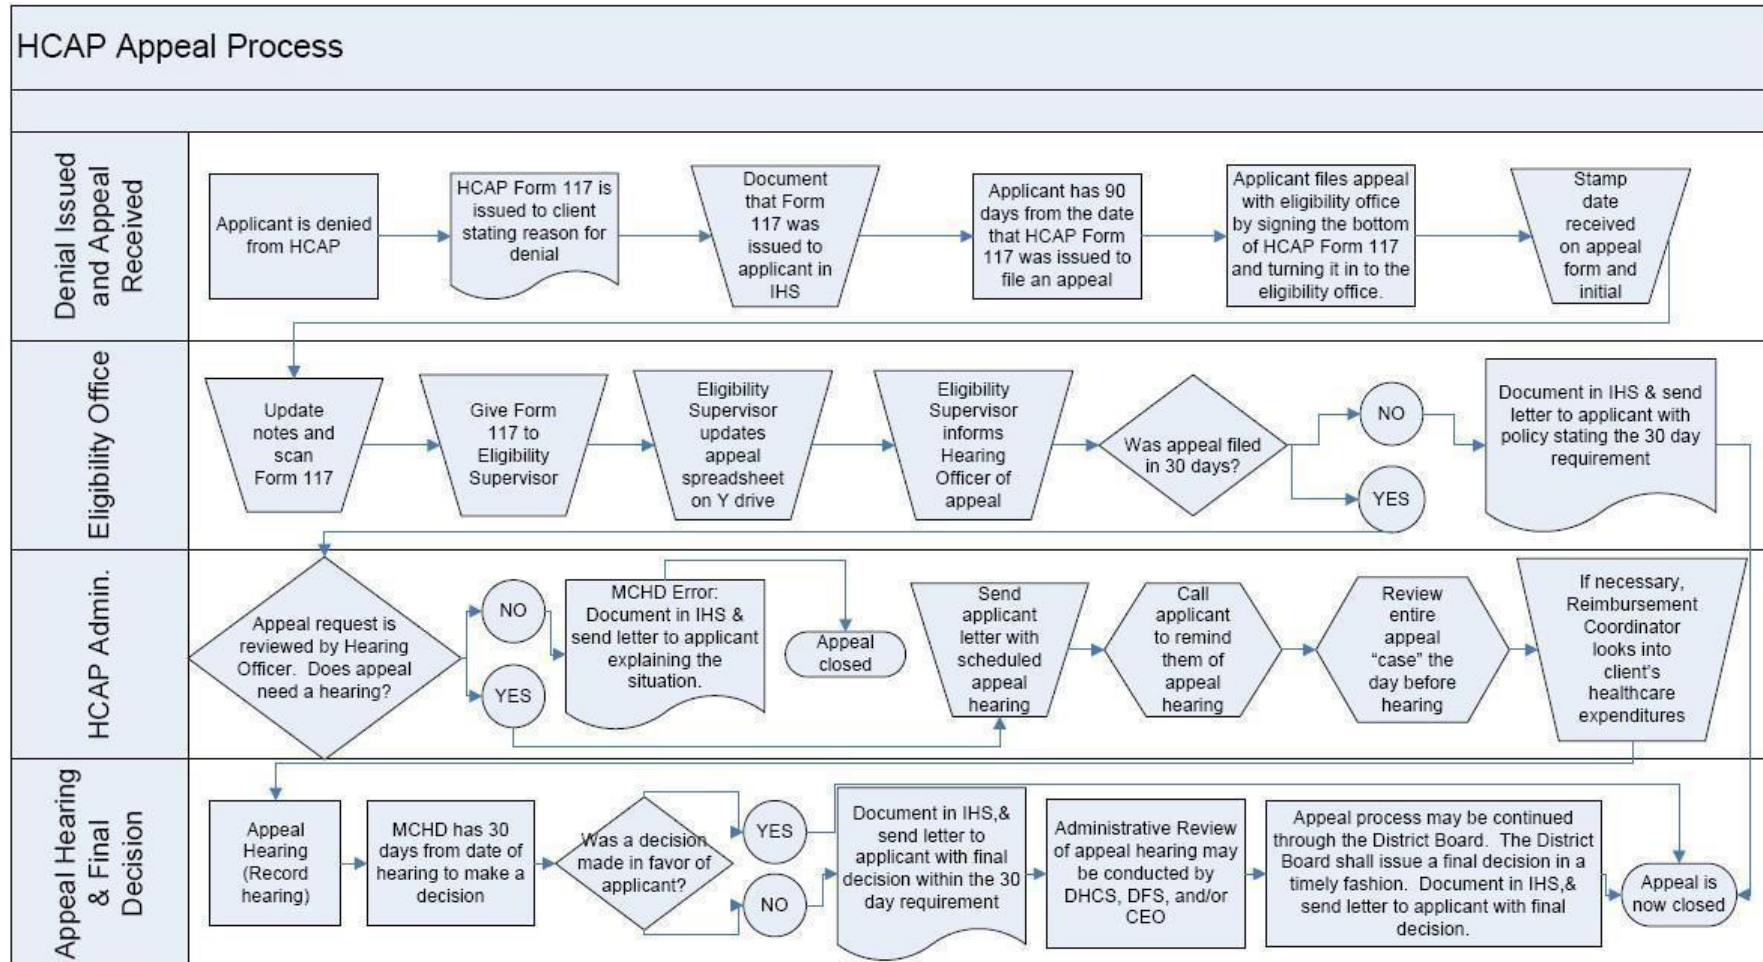 HCAP Appeal Process
Denial Issued
and Appeal
Received
Applicant is denied
from HCAP
HCAP Form 117 is
issued to client
stating reason for
denial
Document
that Form
117 was
issued to
applicant in
IHS
Applicant has 90
days from the date
that HCAP Form
117 was issued to
file an appeal
Applicant files appeal
with eligibility office
by signing the bottom
of HCAP Form 117
and turning it in to the
eligibility office.
Stamp
date
received
on appeal
form and
initial
Eligibility Office
Update
notes and
scan
Form 117
Give Form
117 to
Eligibility
Supervisor
Eligibility
Supervisor
updates
appeal
spreadsheet
on Y drive
Eligibility
Supervisor
informs
Hearing
Officer of
appeal
Was appeal filed
in 30 days?
NO
YES
Document in IHS & send
letter to applicant with
policy stating the 30 day
requirement
HCAP Admin.
Appeal request is
reviewed by Hearing
Officer. Does appeal
need a hearing?
NO
YES
MCHD Error:
Document in IHS &
send letter to applicant
explaining the
situation.
Appeal
closed
Send
applicant
letter with
scheduled
appeal
hearing
Call
applicant
to remind
them of
appeal
hearing
Review
entire
appeal
“case” the
day before
hearing
If necessary,
Reimbursement
Coordinator
looks into
client’s
healthcare
expenditures
Appeal Hearing
& Final
Decision
Appeal
Hearing
(Record
hearing)
MCHD has 30
days from date of
hearing to make a
decision
Was a decision
made in favor of
applicant?
YES
NO
Document in IHS,&
send letter to
applicant with final
decision within the 30
day requirement
Administrative Review
of appeal hearing may
be conducted by
DHCS, DFS, and/or
CEO
Appeal process may be continued
through the District Board. The District
Board shall issue a final decision in a
timely fashion. Document in IHS,&
send letter to applicant with final
decision.
Appeal is
now closed